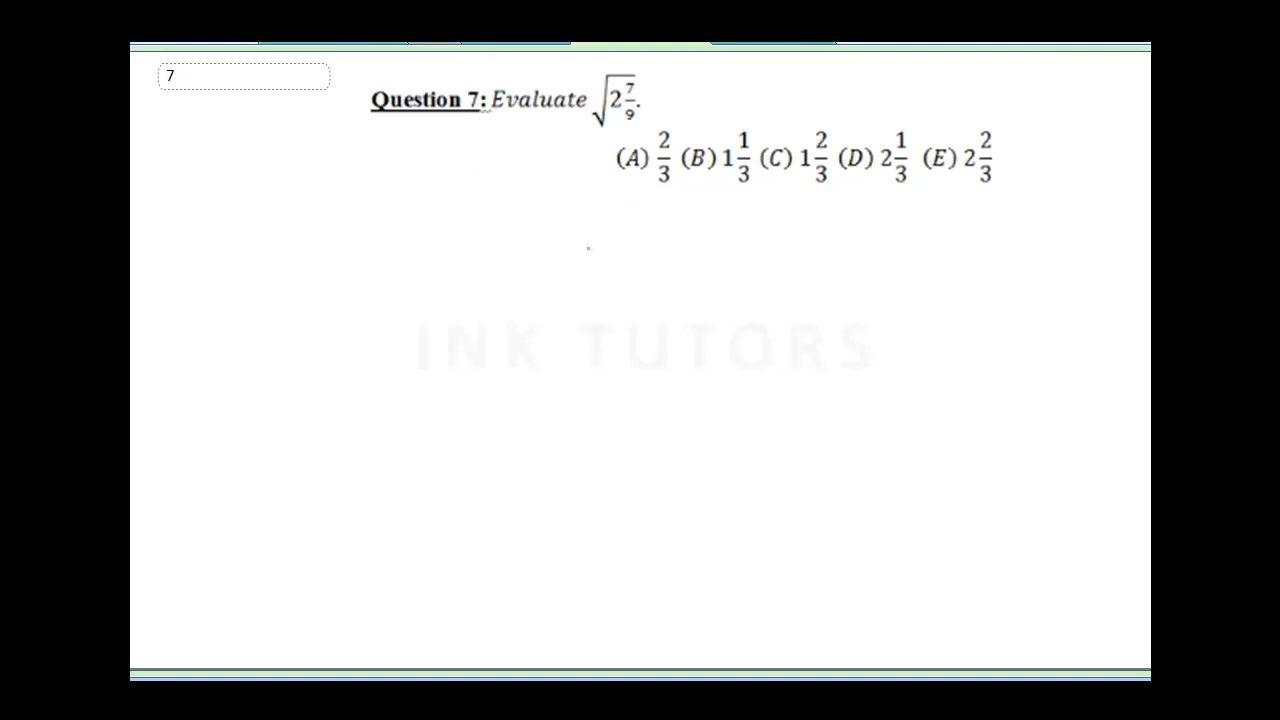 7
Question 7: Evaluate √2 7/9.
(A) 2/3 (B) 1 1/3 (C) 1 2/3 (D) 2 1/3 (E) 2 2/3
INK TUTORS